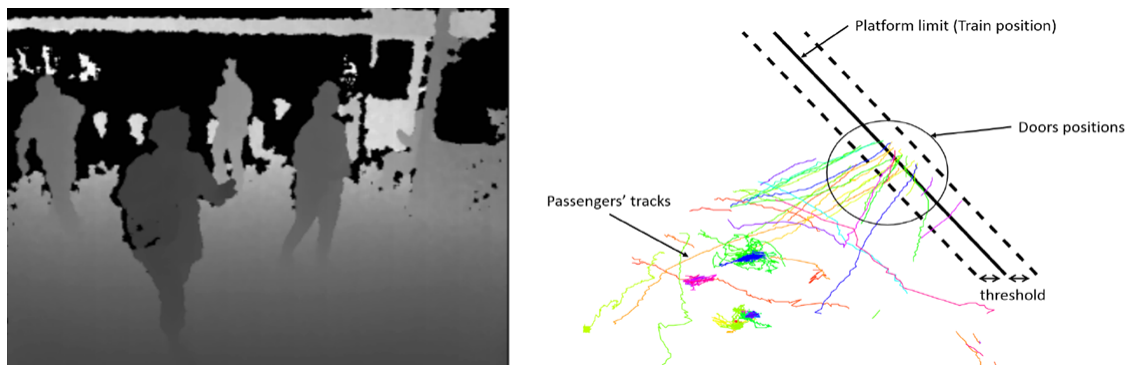 Platform limit (Train position)
Doors positions
Passengers' tracks
threshold